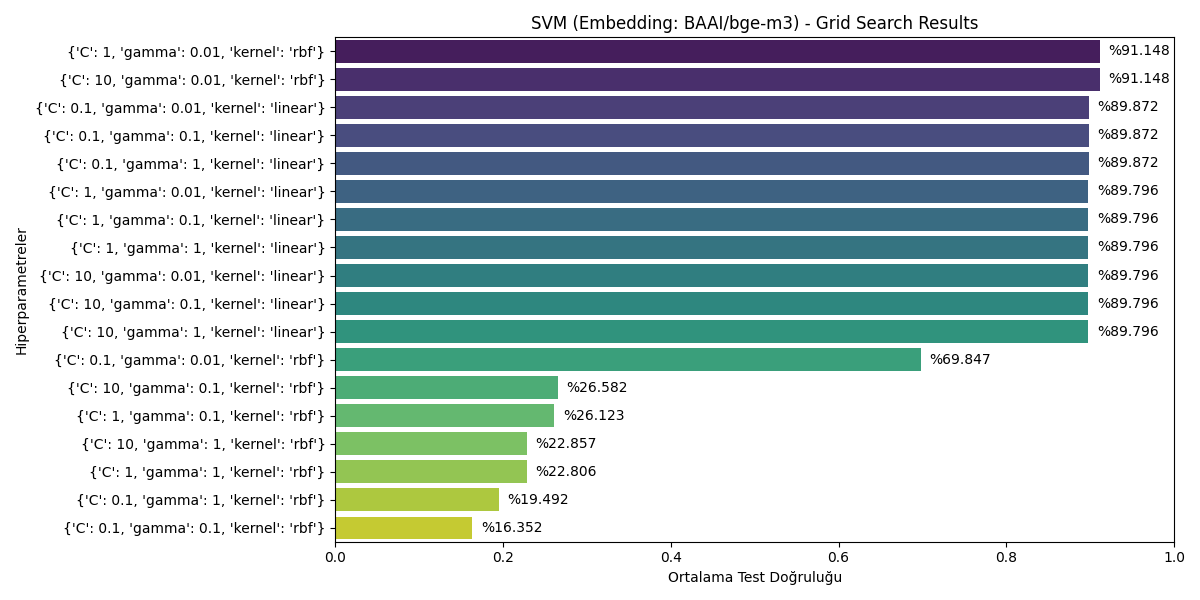 SVM (Embedding: BAAI/bge-m3) - Grid Search Results
{'C': 1, 'gamma': 0.01, 'kernel': 'rbf'} %91.148
{'C': 10, 'gamma': 0.01, 'kernel': 'rbf'} %91.148
{'C': 0.1, 'gamma': 0.01, 'kernel': 'linear'} %89.872
{'C': 0.1, 'gamma': 0.1, 'kernel': 'linear'} %89.872
{'C': 0.1, 'gamma': 1, 'kernel': 'linear'} %89.872
{'C': 1, 'gamma': 0.01, 'kernel': 'linear'} %89.796
{'C': 1, 'gamma': 0.1, 'kernel': 'linear'} %89.796
{'C': 1, 'gamma': 1, 'kernel': 'linear'} %89.796
{'C': 10, 'gamma': 0.01, 'kernel': 'linear'} %89.796
{'C': 10, 'gamma': 0.1, 'kernel': 'linear'} %89.796
{'C': 10, 'gamma': 1, 'kernel': 'linear'} %89.796
{'C': 0.1, 'gamma': 0.01, 'kernel': 'rbf'} %69.847
{'C': 10, 'gamma': 0.1, 'kernel': 'rbf'} %26.582
{'C': 1, 'gamma': 0.1, 'kernel': 'rbf'} %26.123
{'C': 10, 'gamma': 1, 'kernel': 'rbf'} %22.857
{'C': 1, 'gamma': 1, 'kernel': 'rbf'} %22.806
{'C': 0.1, 'gamma': 1, 'kernel': 'rbf'} %19.492
{'C': 0.1, 'gamma': 0.1, 'kernel': 'rbf'} %16.352
Hiperparametreler
0.0 0.2 0.4 0.6 0.8 1.0
Ortalama Test Doğruluğu